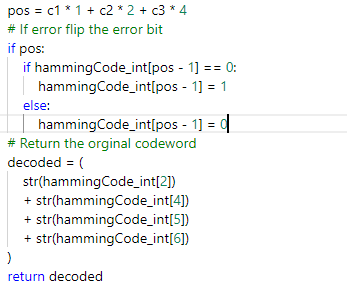 pos = c1 * 1 + c2 * 2 + c3 * 4
# If error flip the error bit
if pos:
    if hammingCode_int[pos - 1] == 0:
        hammingCode_int[pos - 1] = 1
    else:
        hammingCode_int[pos - 1] = 0
# Return the orginal codeword
decoded = (
    str(hammingCode_int[2])
    + str(hammingCode_int[4])
    + str(hammingCode_int[5])
    + str(hammingCode_int[6])
)
return decoded